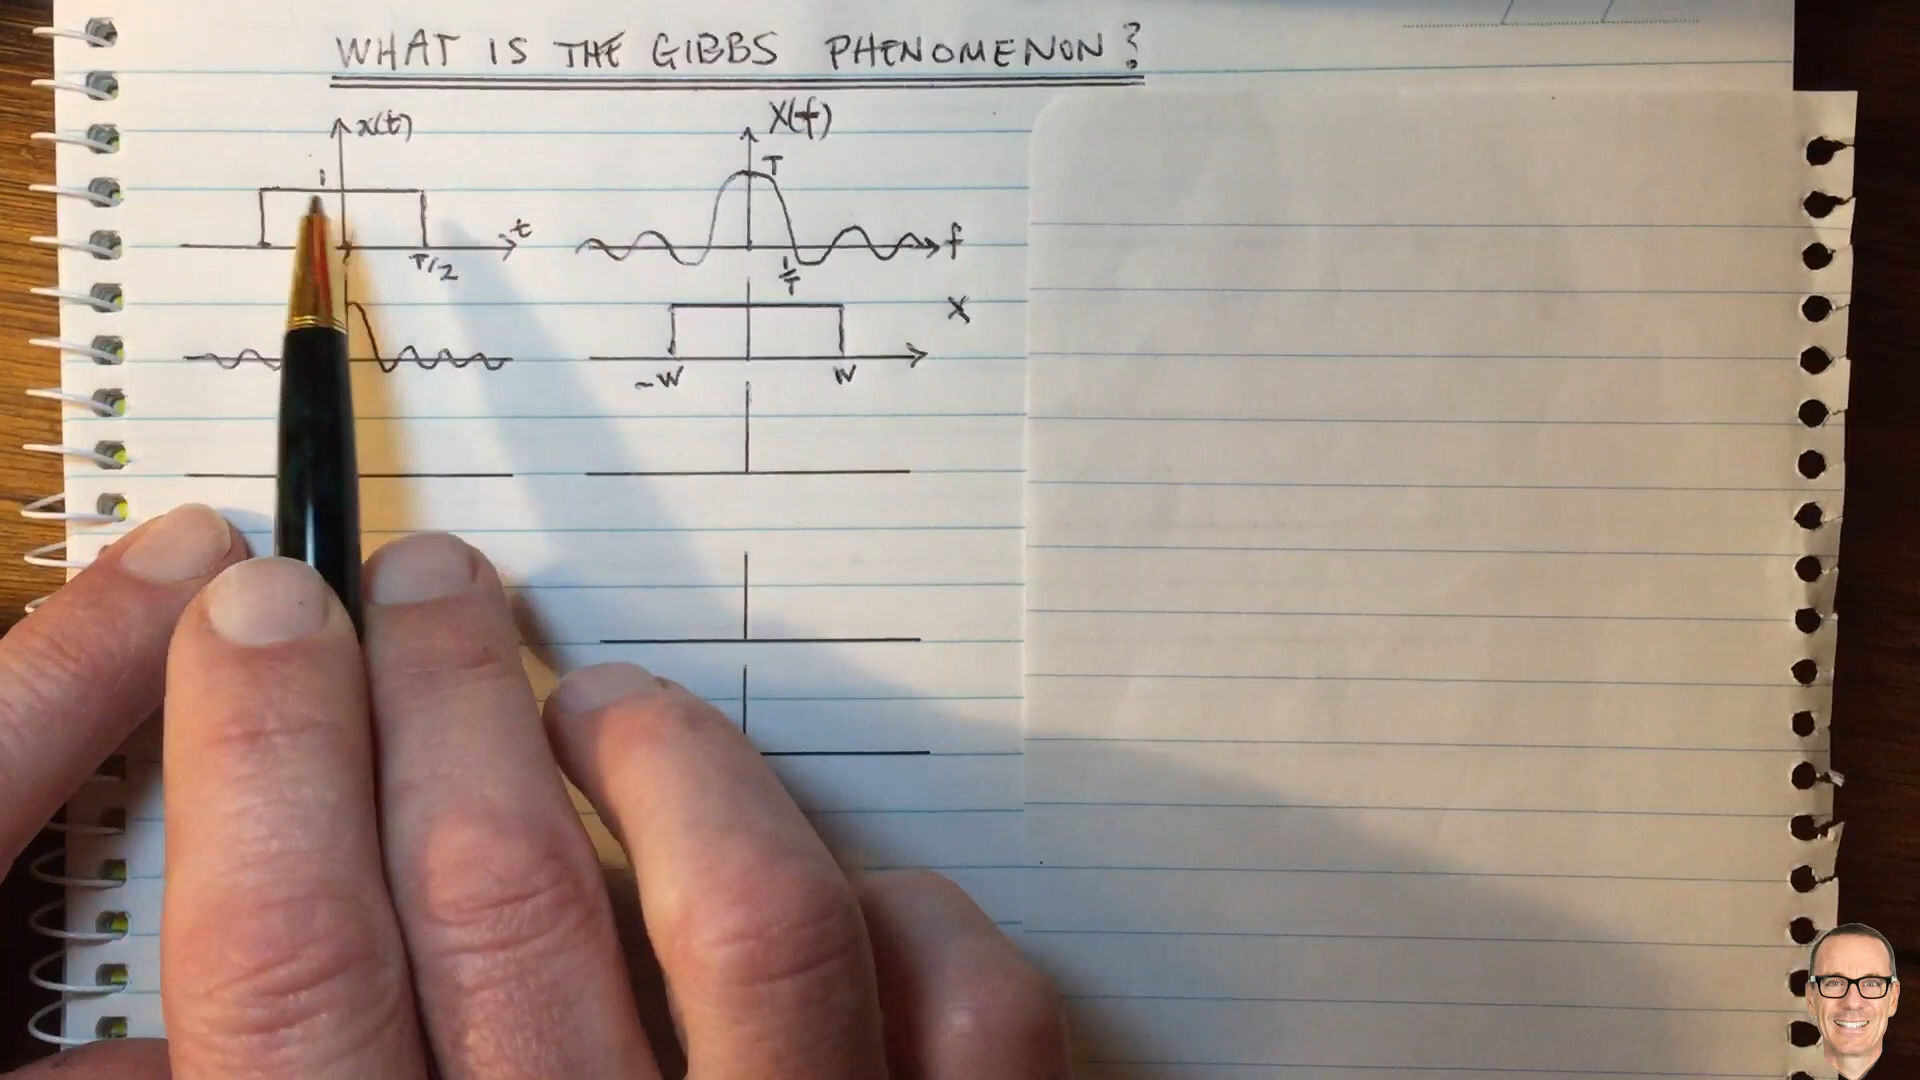 WHAT IS THE GIBBS PHENOMENON?
x(t)
X(f)
1
T
t
f
T/2
1/T
X
-W
W